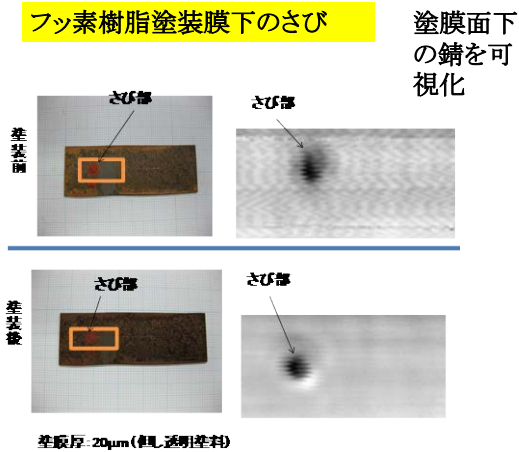 フッ素樹脂塗装膜下のさび
塗膜面下
の錆を可
視化
さび部
さび部
塗装前
さび部
さび部
塗装後
塗膜厚：20μm（但し透明塗料）